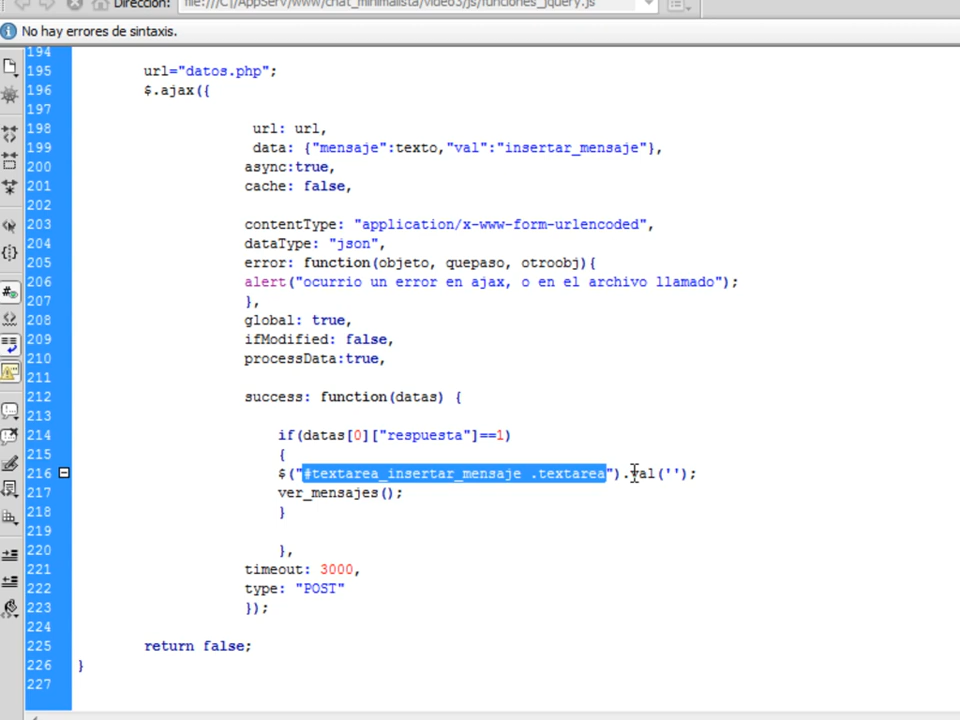 Dirección: file:///C|/AppServ/www/chat_minimalista/video3/js/funciones_jquery.js
No hay errores de sintaxis.
194
195 url="datos.php";
196 $.ajax({
197
198 url: url,
199 data: {"mensaje":texto,"val":"insertar_mensaje"},
200 async:true,
201 cache: false,
202
203 contentType: "application/x-www-form-urlencoded",
204 dataType: "json",
205 error: function(objeto, quepaso, otroobj){
206 alert("ocurrio un error en ajax, o en el archivo llamado");
207 },
208 global: true,
209 ifModified: false,
210 processData:true,
211
212 success: function(datas) {
213
214 if(datas[0]["respuesta"]==1)
215 {
216 $("#textarea_insertar_mensaje .textarea").val('');
217 ver_mensajes();
218 }
219
220 },
221 timeout: 3000,
222 type: "POST"
223 });
224
225 return false;
226 }
227